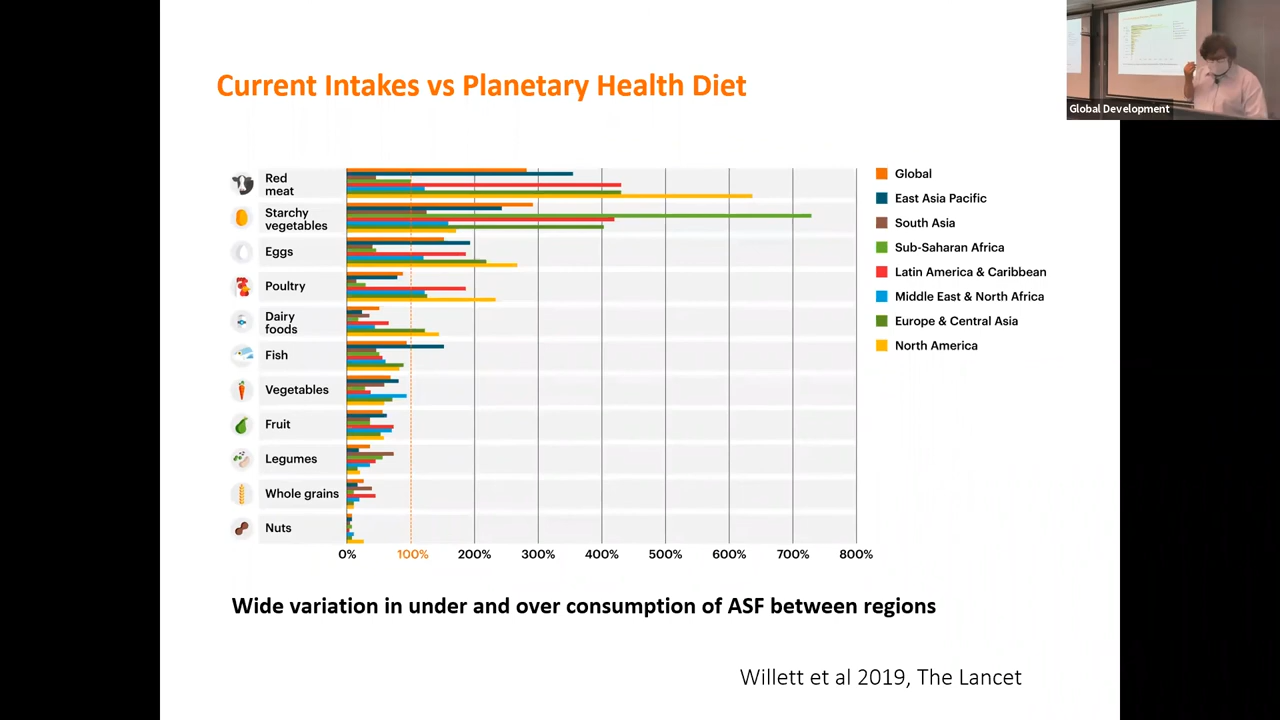 Current Intakes vs Planetary Health Diet
Global Development
Red
meat
Starchy
vegetables
Eggs
Poultry
Dairy
foods
Fish
Vegetables
Fruit
Legumes
Whole grains
Nuts
0% 100% 200% 300% 400% 500% 600% 700% 800%
Global
East Asia Pacific
South Asia
Sub-Saharan Africa
Latin America & Caribbean
Middle East & North Africa
Europe & Central Asia
North America
Wide variation in under and over consumption of ASF between regions
Willett et al 2019, The Lancet